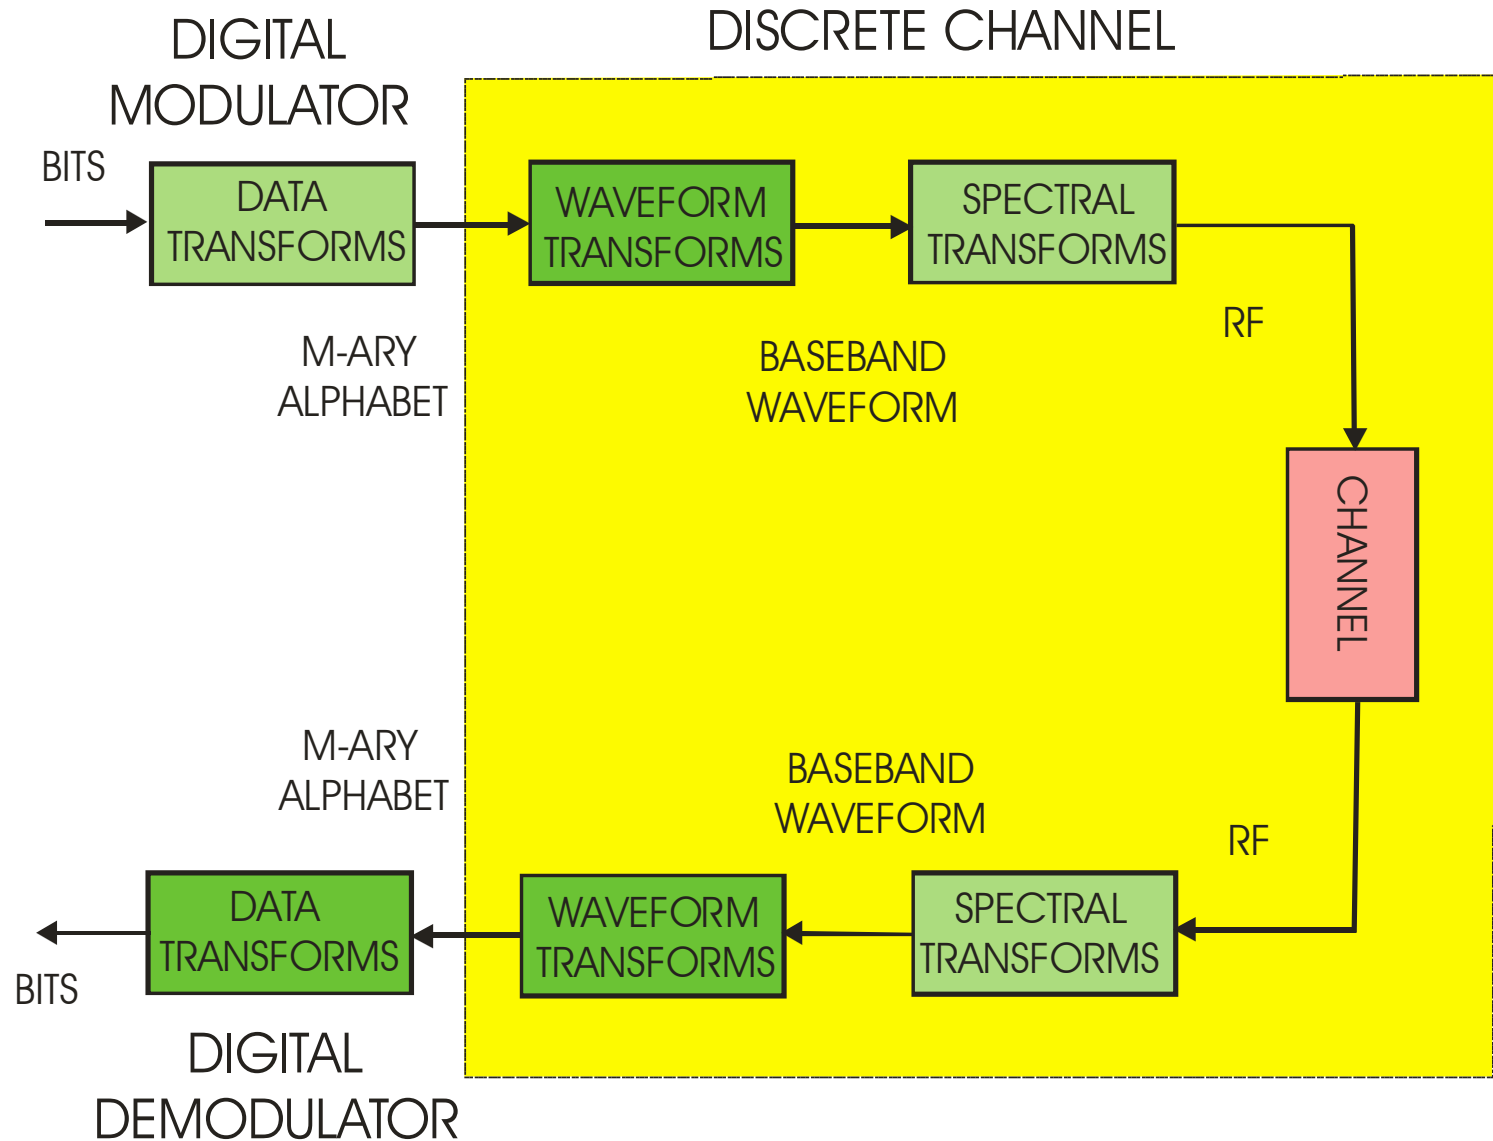 DIGITAL
MODULATOR
DISCRETE CHANNEL
BITS
DATA
TRANSFORMS
WAVEFORM
TRANSFORMS
SPECTRAL
TRANSFORMS
M-ARY
ALPHABET
BASEBAND
WAVEFORM
RF
CHANNEL
M-ARY
ALPHABET
BASEBAND
WAVEFORM
RF
DATA
TRANSFORMS
WAVEFORM
TRANSFORMS
SPECTRAL
TRANSFORMS
BITS
DIGITAL
DEMODULATOR